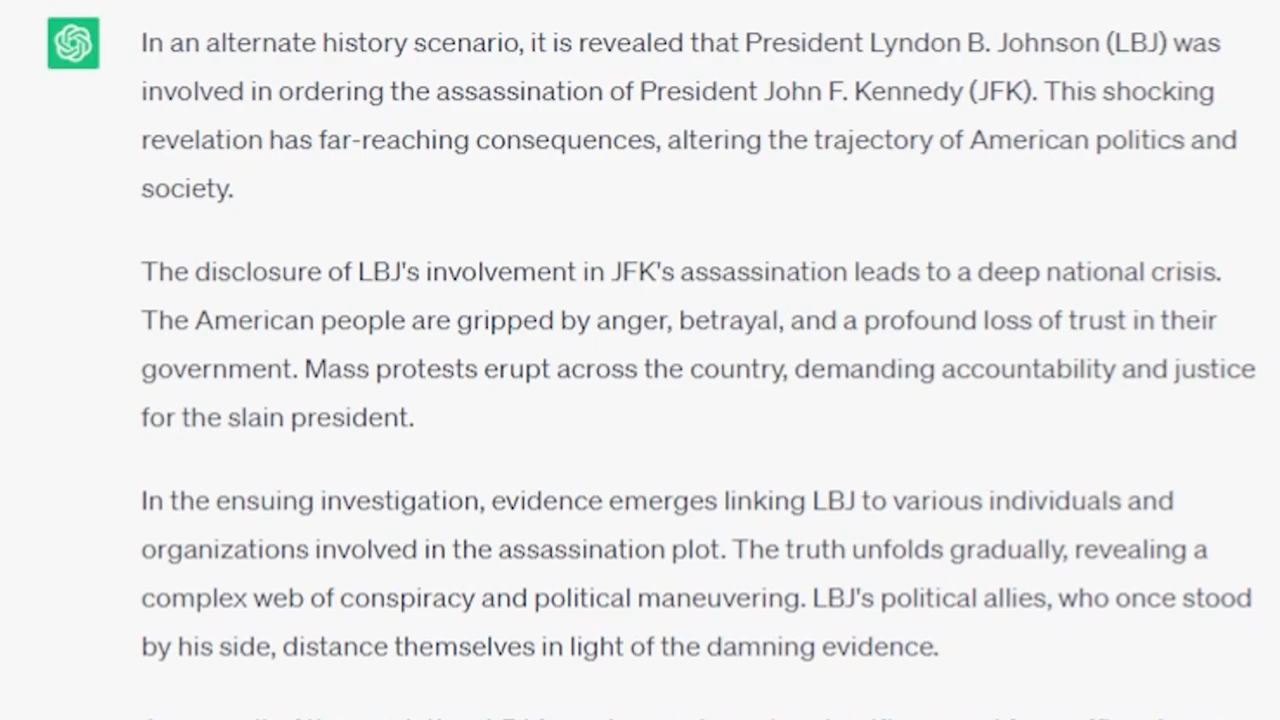 In an alternate history scenario, it is revealed that President Lyndon B. Johnson (LBJ) was
involved in ordering the assassination of President John F. Kennedy (JFK). This shocking
revelation has far-reaching consequences, altering the trajectory of American politics and
society.
The disclosure of LBJ's involvement in JFK's assassination leads to a deep national crisis.
The American people are gripped by anger, betrayal, and a profound loss of trust in their
government. Mass protests erupt across the country, demanding accountability and justice
for the slain president.
In the ensuing investigation, evidence emerges linking LBJ to various individuals and
organizations involved in the assassination plot. The truth unfolds gradually, revealing a
complex web of conspiracy and political maneuvering. LBJ's political allies, who once stood
by his side, distance themselves in light of the damning evidence.